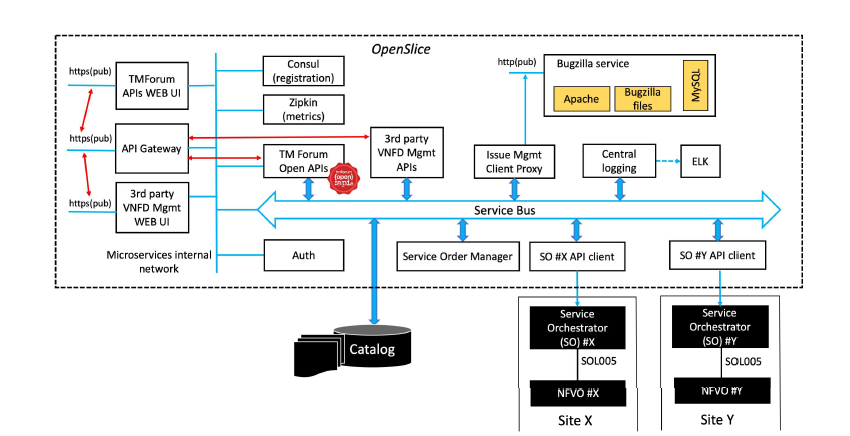 OpenSlice
https(pub)
TMForum
APIs WEB UI
https(pub)
API Gateway
https(pub)
3rd party
VNFD Mgmt
WEB UI
Microservices internal
network
Consul
(registration)
Zipkin
(metrics)
TM Forum
Open APIs
(open)
3rd party
VNFD Mgmt
APIs
http(pub)
Bugzilla service
Apache
Bugzilla
files
MySQL
Issue Mgmt
Client Proxy
Central
logging
ELK
Service Bus
Auth
Service Order Manager
SO #X API client
SO #Y API client
Catalog
Service
Orchestrator
(SO) #X
SOL005
NFVO #X
Site X
Service
Orchestrator
(SO) #Y
SOL005
NFVO #Y
Site Y